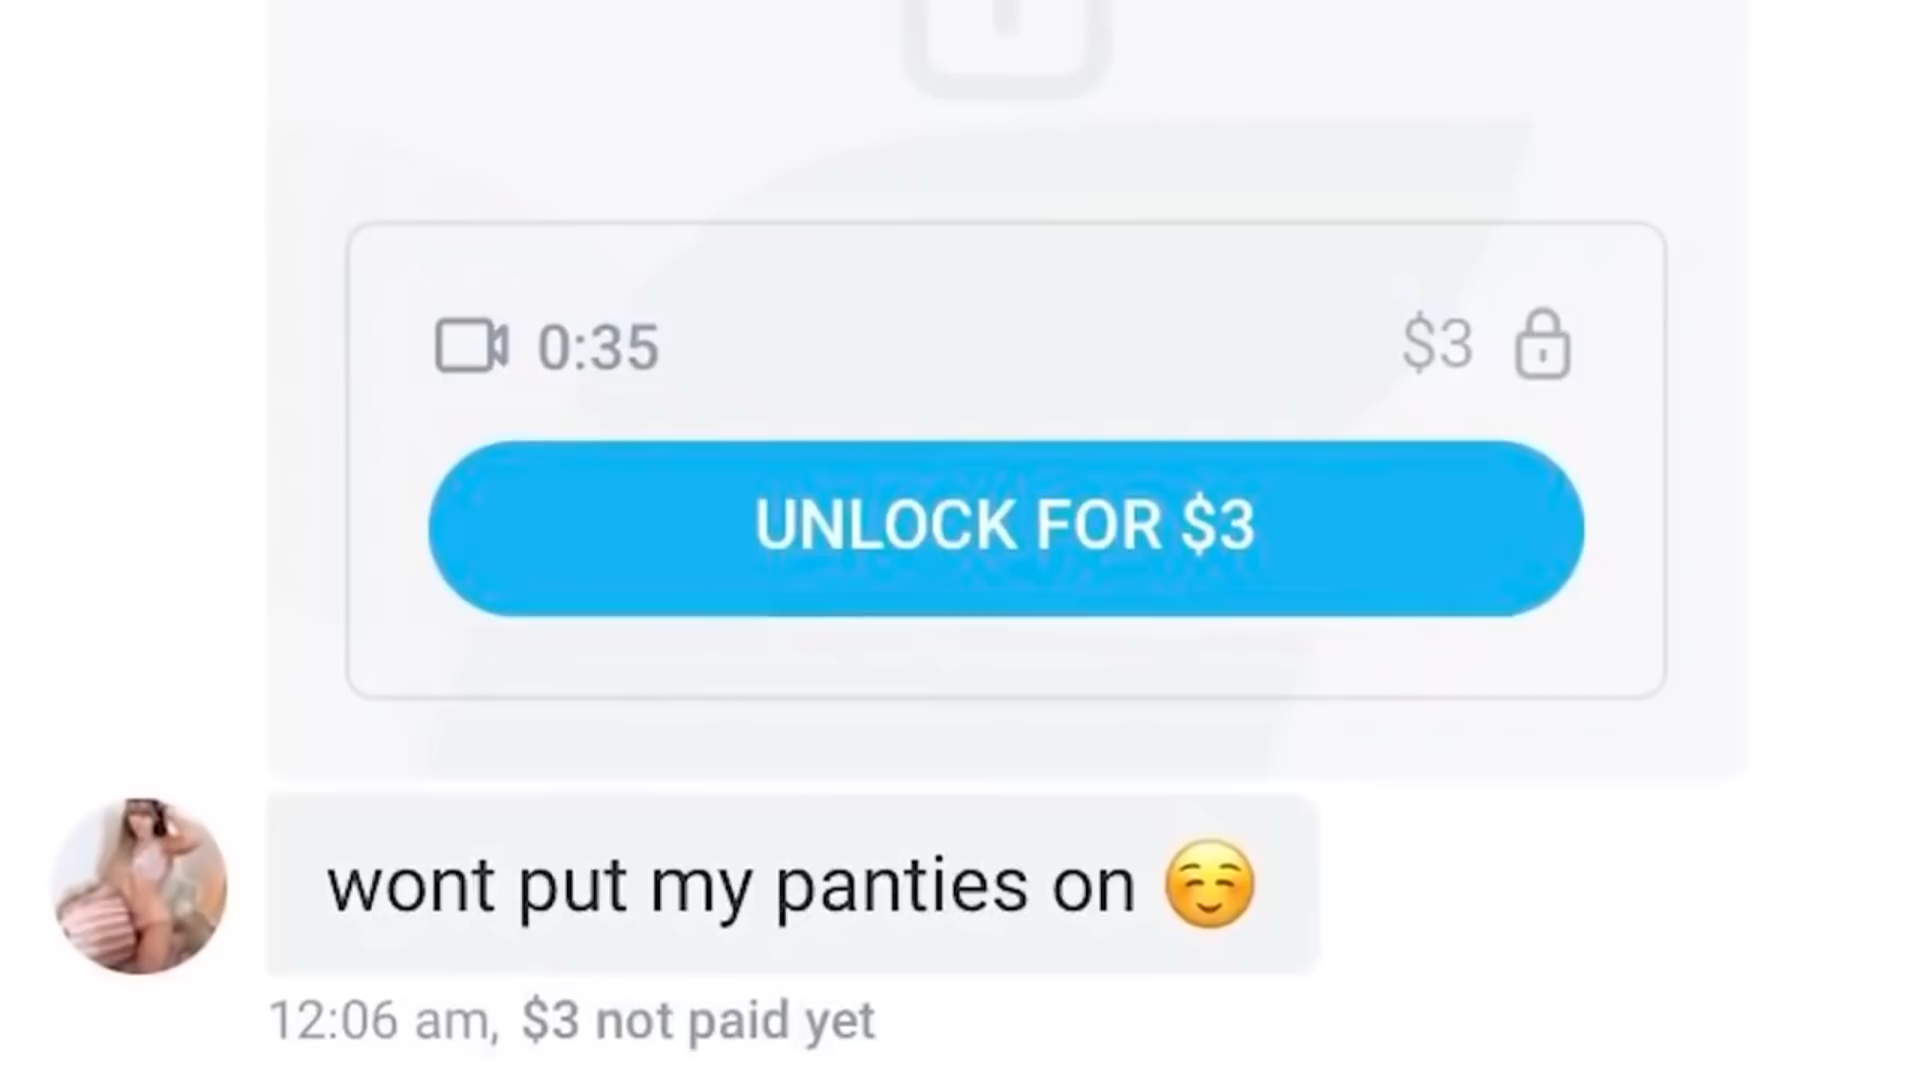 0:35 $3
UNLOCK FOR $3
wont put my panties on ☺️
12:06 am, $3 not paid yet